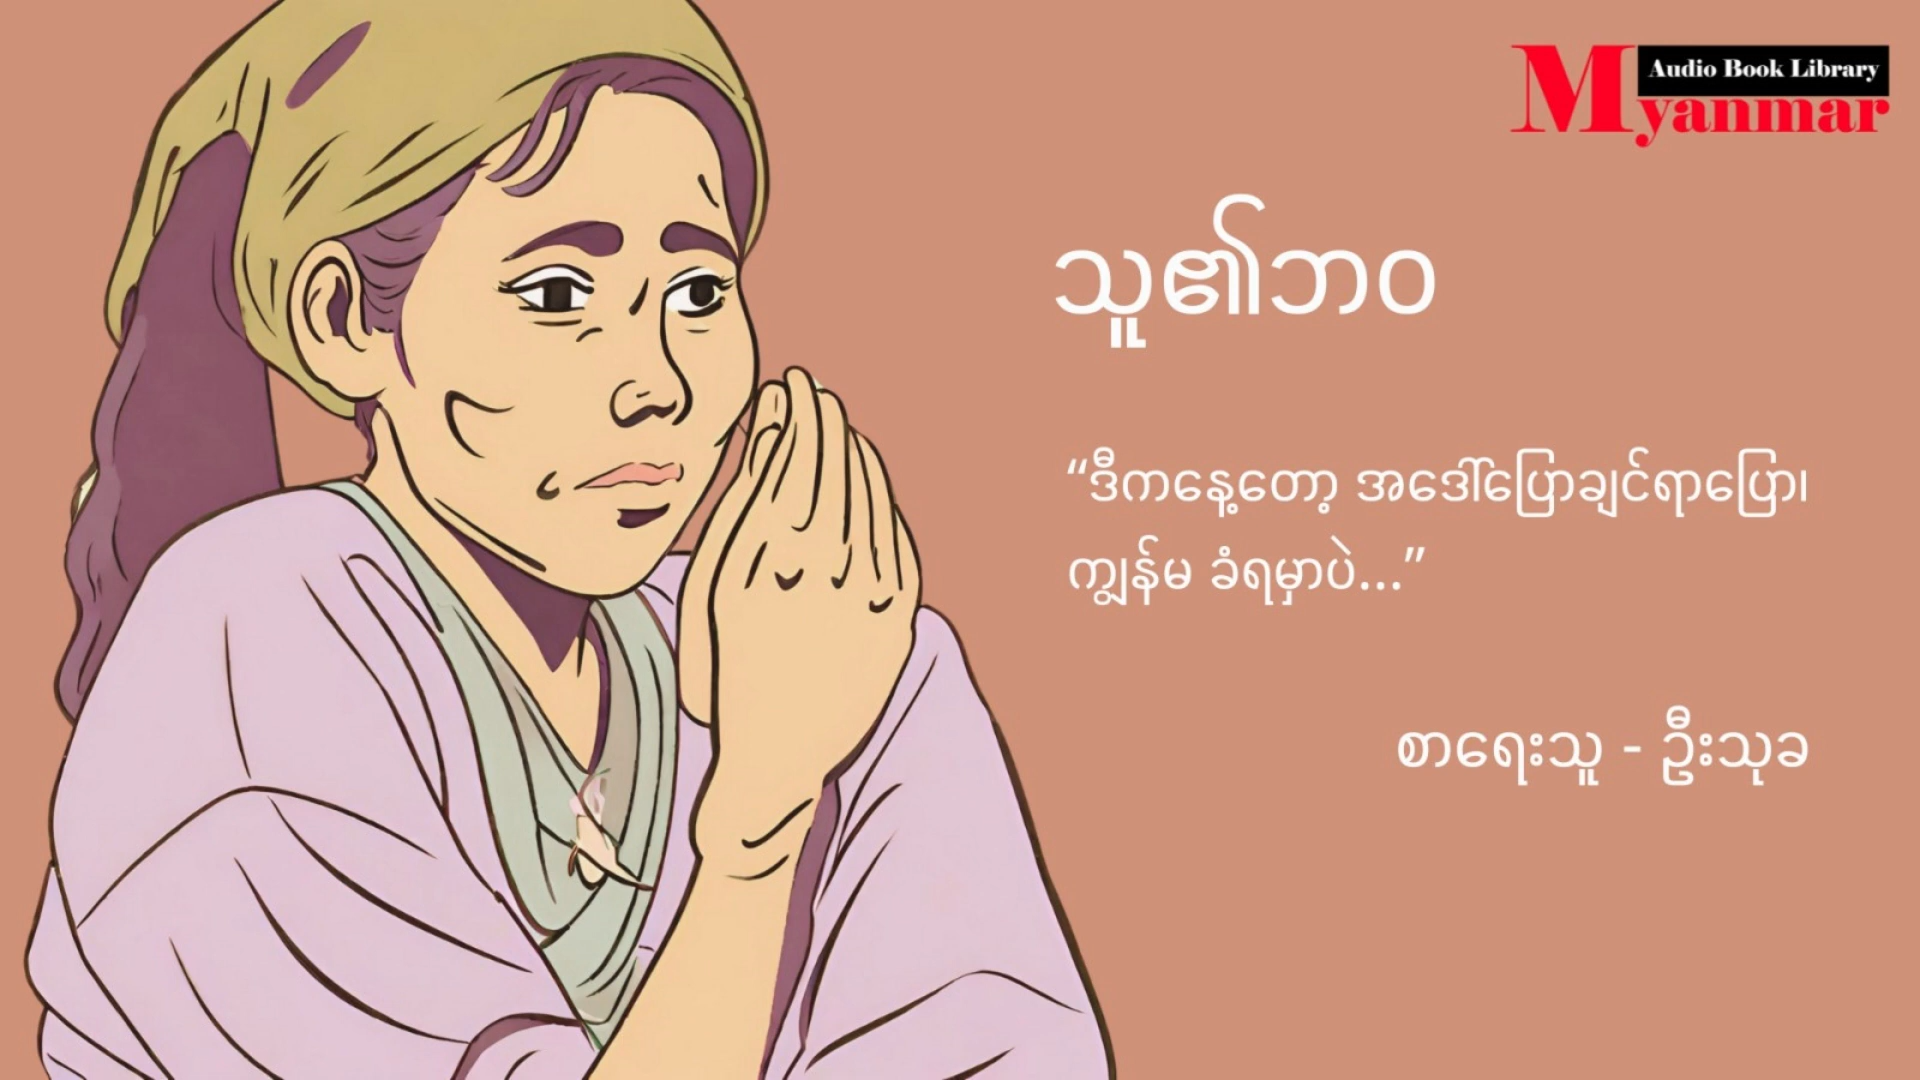 Audio Book Library
Myanmar
သူ၏ဘဝ
“ဒီကနေ့တော့ အဒေါ်ပြောချင်ရာပြော၊
ကျွန်မ ခံရမှာပဲ...”
စာရေးသူ - ဦးသုခ